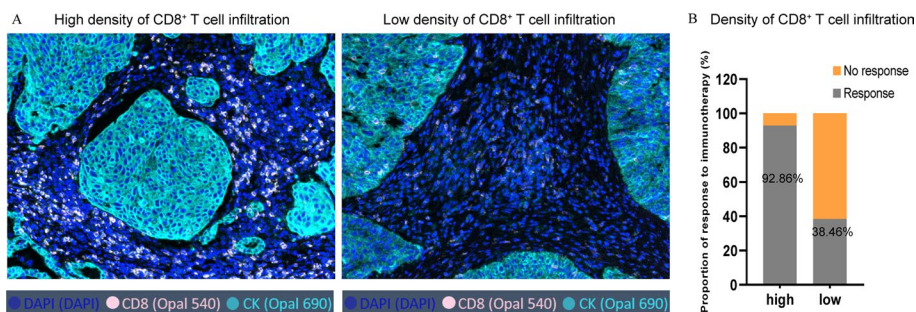 A High density of CD8⁺ T cell infiltration
Low density of CD8⁺ T cell infiltration
DAPI (DAPI) CD8 (Opal 540) CK (Opal 690)
DAPI (DAPI) CD8 (Opal 540) CK (Opal 690)
B Density of CD8⁺ T cell infiltration
No response
Response
Proportion of response to immunotherapy (%)
120
100
80
60
40
20
0
92.86%
38.46%
high low